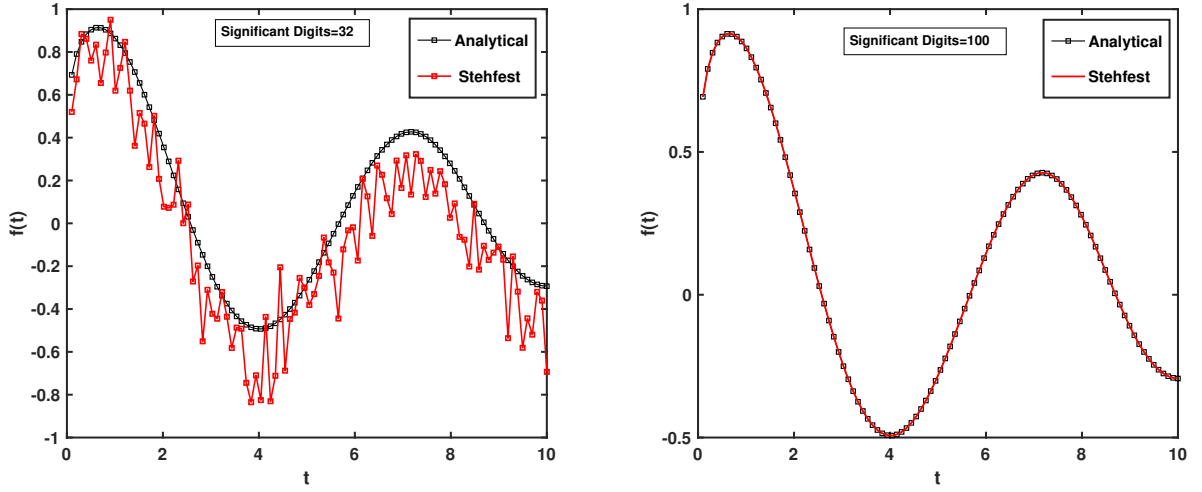 Significant Digits=32
Analytical
Stehfest
1
0.8
0.6
0.4
0.2
0
-0.2
-0.4
-0.6
-0.8
-1
f(t)
0 2 4 6 8 10
t
Significant Digits=100
Analytical
Stehfest
1
0.5
0
-0.5
f(t)
0 2 4 6 8 10
t